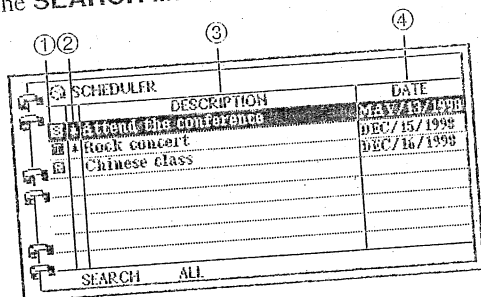 the SEARCH
① ② ③ ④
SCHEDULER
DESCRIPTION DATE
S Attend the conference MAY/13/1998
Rock concert DEC/15/1998
Chinese class DEC/16/1998
SEARCH ALL